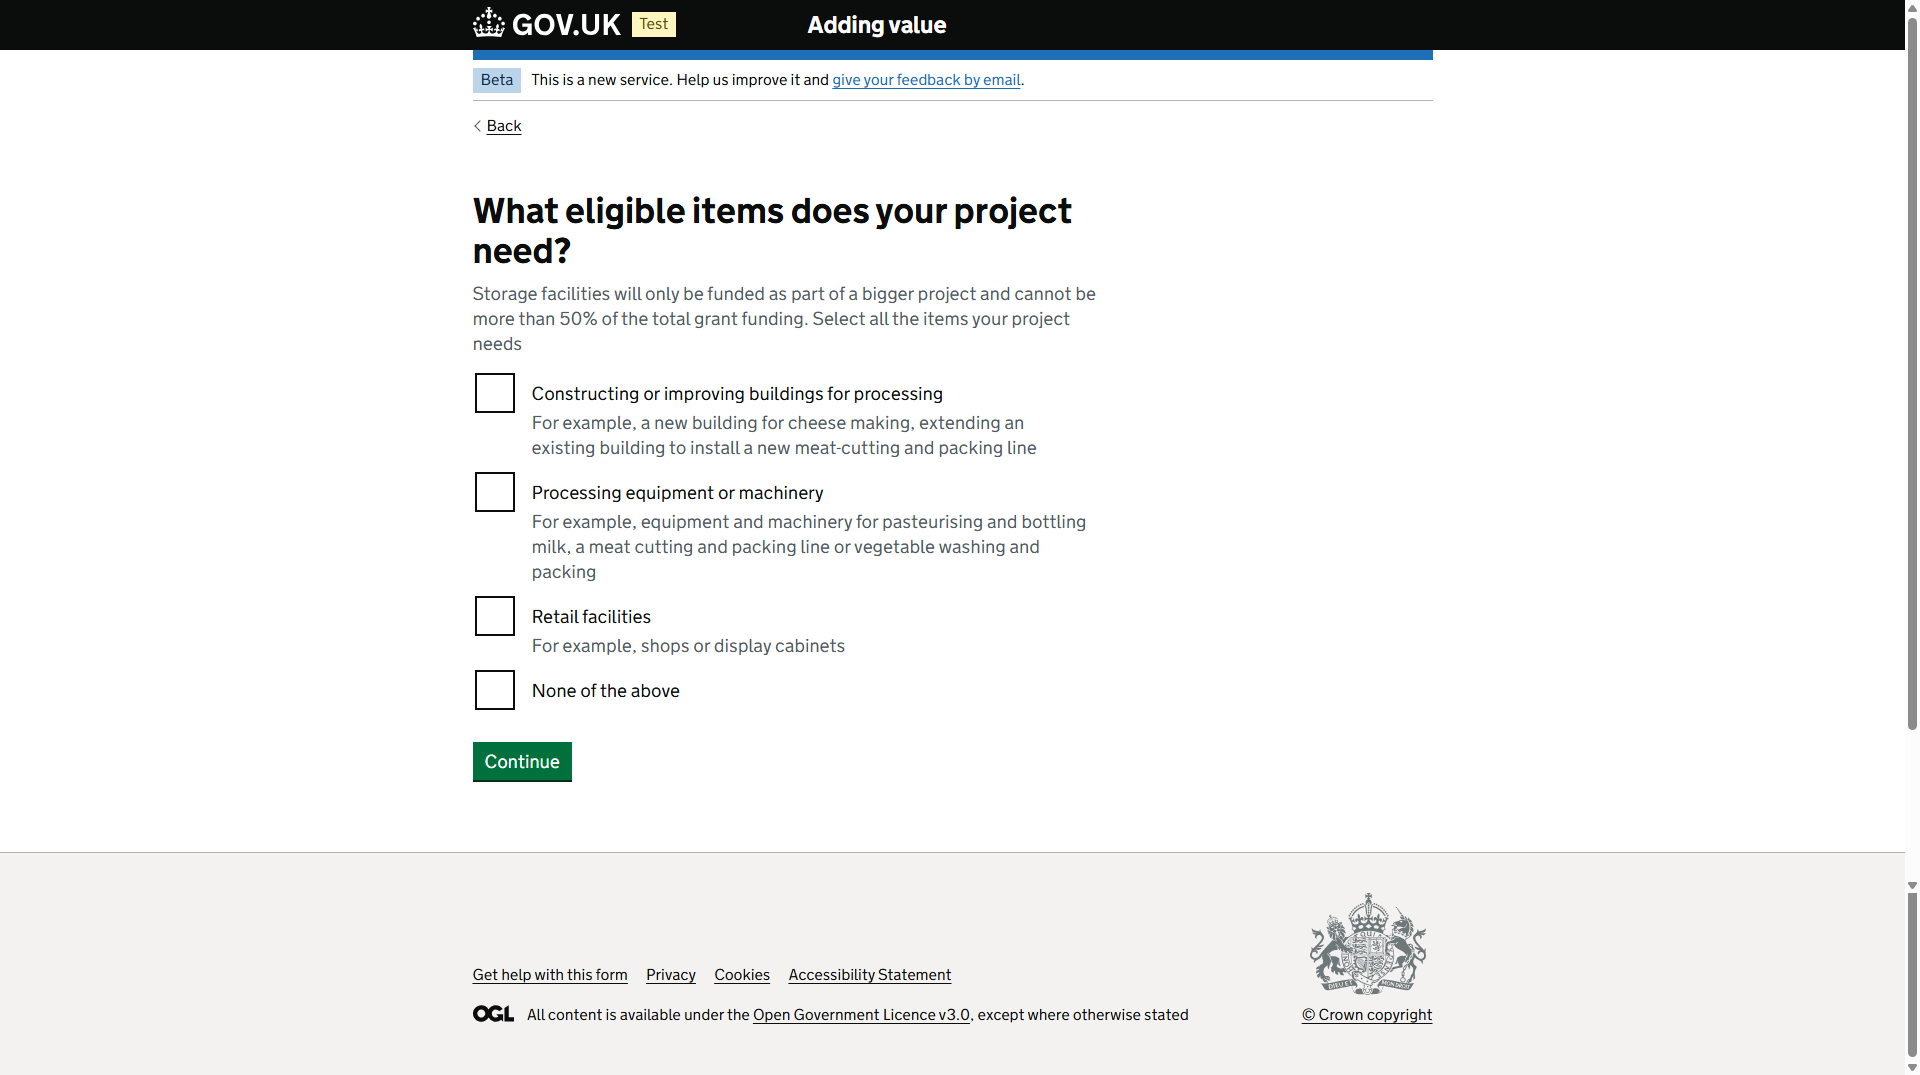 GOV.UK Test Adding value
Beta This is a new service. Help us improve it and give your feedback by email.
Back
What eligible items does your project
need?
Storage facilities will only be funded as part of a bigger project and cannot be
more than 50% of the total grant funding. Select all the items your project
needs
Constructing or improving buildings for processing
For example, a new building for cheese making, extending an
existing building to install a new meat-cutting and packing line
Processing equipment or machinery
For example, equipment and machinery for pasteurising and bottling
milk, a meat cutting and packing line or vegetable washing and
packing
Retail facilities
For example, shops or display cabinets
None of the above
Continue
Get help with this form Privacy Cookies Accessibility Statement
OGL All content is available under the Open Government Licence v3.0, except where otherwise stated
© Crown copyright